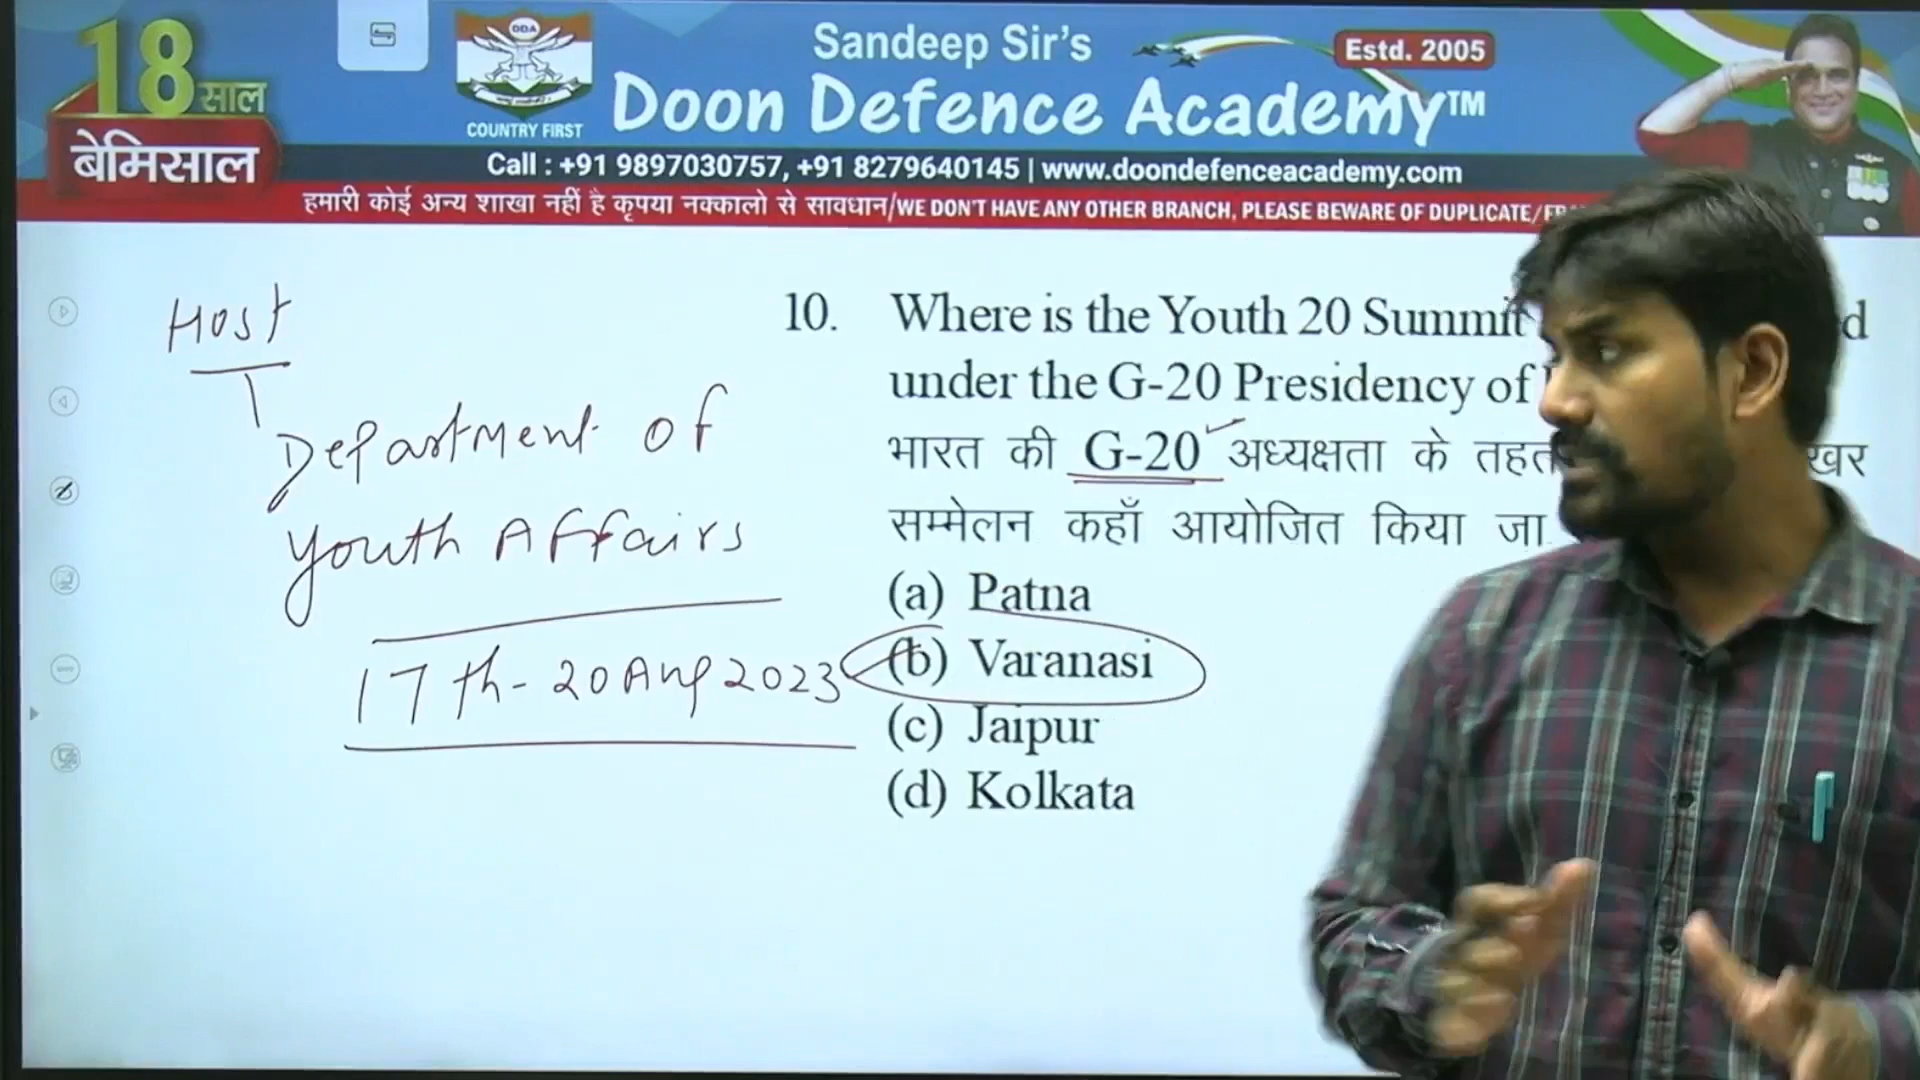 18 साल
बेमिसाल
DDA
COUNTRY FIRST
Sandeep Sir's
Estd. 2005
Doon Defence Academy™
Call : +91 9897030757, +91 8279640145 | www.doondefenceacademy.com
हमारी कोई अन्य शाखा नहीं है कृपया नक्कालो से सावधान/WE DON'T HAVE ANY OTHER BRANCH, PLEASE BEWARE OF DUPLICATE/
Host
Department of
Youth Affairs
17th - 20 Aug 2023
10. Where is the Youth 20 Summit
under the G-20 Presidency of
भारत की G-20 अध्यक्षता के तहत
सम्मेलन कहाँ आयोजित किया जा
(a) Patna
(b) Varanasi
(c) Jaipur
(d) Kolkata